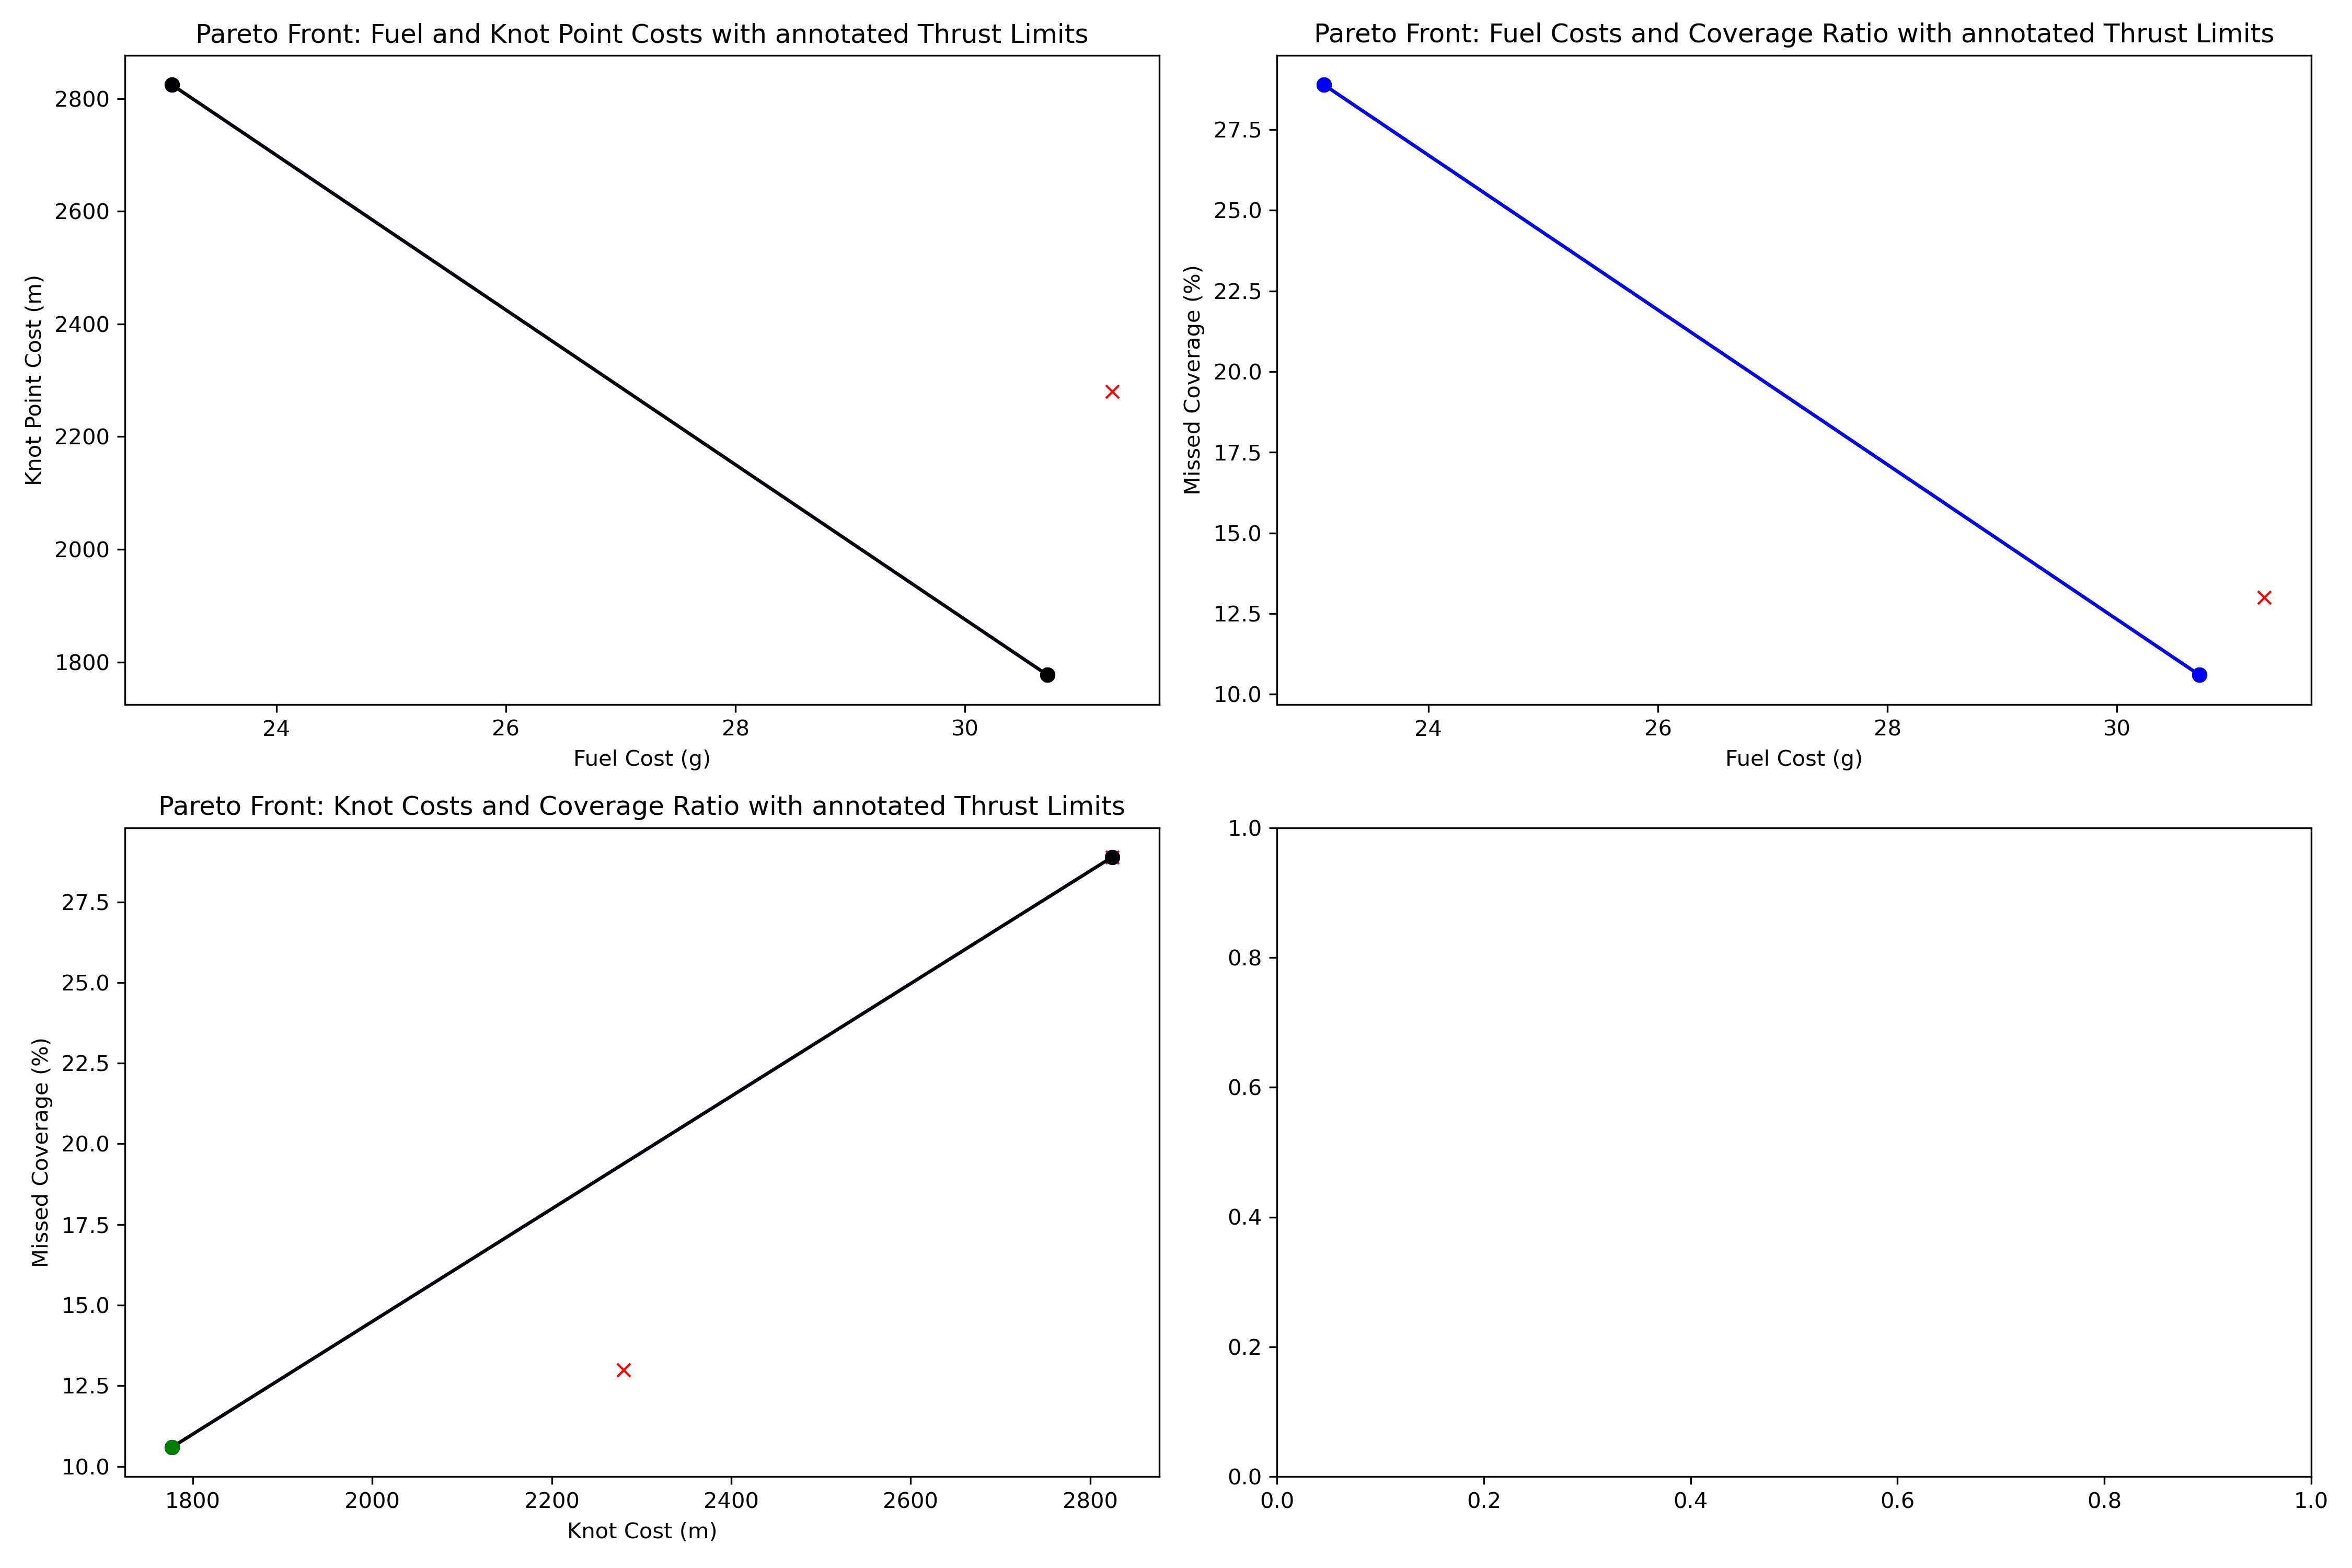 Pareto Front: Fuel and Knot Point Costs with annotated Thrust Limits
2800
2600
2400
2200
2000
1800
Knot Point Cost (m)
24 26 28 30
Fuel Cost (g)
Pareto Front: Fuel Costs and Coverage Ratio with annotated Thrust Limits
27.5
25.0
22.5
20.0
17.5
15.0
12.5
10.0
Missed Coverage (%)
24 26 28 30
Fuel Cost (g)
Pareto Front: Knot Costs and Coverage Ratio with annotated Thrust Limits
27.5
25.0
22.5
20.0
17.5
15.0
12.5
10.0
Missed Coverage (%)
1800 2000 2200 2400 2600 2800
Knot Cost (m)
1.0
0.8
0.6
0.4
0.2
0.0
0.0 0.2 0.4 0.6 0.8 1.0